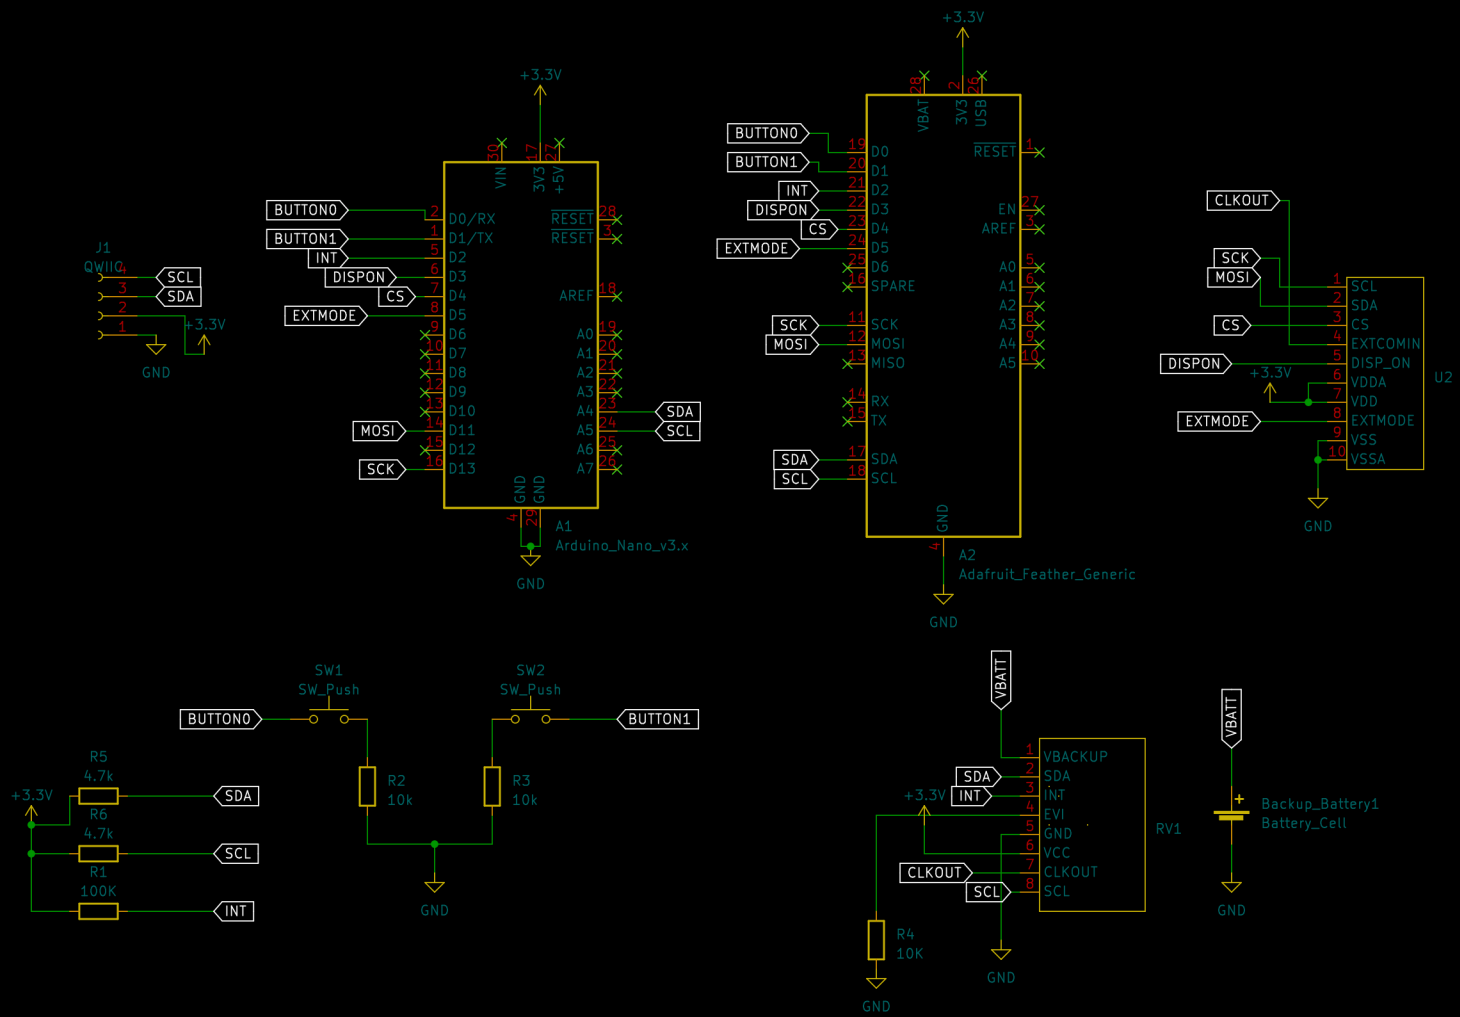 J1
QWIIC
4
SCL
3
SDA
2
+3.3V
1
GND
+3.3V
30
VIN
17
3V3
27
+5V
BUTTON0
2
D0/RX
BUTTON1
1
D1/TX
INT
5
D2
DISPON
6
D3
CS
7
D4
EXTMODE
8
D5
9
D6
10
D7
11
D8
12
D9
13
D10
MOSI
14
D11
15
D12
SCK
16
D13
RESET
28
RESET
3
AREF
18
A0
19
A1
20
A2
21
A3
22
A4
23
SDA
A5
24
SCL
A6
25
A7
26
GND
4
GND
29
GND
A1
Arduino_Nano_v3.x
+3.3V
28
VBAT
2
3V3
26
USB
BUTTON0
19
D0
BUTTON1
20
D1
INT
21
D2
DISPON
22
D3
CS
23
D4
EXTMODE
24
D5
25
D6
16
SPARE
SCK
11
SCK
MOSI
12
MOSI
13
MISO
14
RX
15
TX
SDA
17
SDA
SCL
18
SCL
RESET
1
EN
27
AREF
3
A0
5
A1
6
A2
7
A3
8
A4
9
A5
10
GND
4
GND
A2
Adafruit_Feather_Generic
CLKOUT
SCK
MOSI
CS
DISPON
+3.3V
EXTMODE
1
SCL
2
SDA
3
CS
4
EXTCOMIN
5
DISP_ON
6
VDDA
7
VDD
8
EXTMODE
9
VSS
10
VSSA
U2
GND
SW1
SW_Push
BUTTON0
SW2
SW_Push
BUTTON1
R2
10k
R3
10k
GND
+3.3V
R5
4.7k
SDA
R6
4.7k
SCL
R1
100K
INT
VBATT
SDA
INT
+3.3V
CLKOUT
SCL
1
VBACKUP
2
SDA
3
INT
4
EVI
5
GND
6
VCC
7
CLKOUT
8
SCL
RV1
R4
10K
GND
GND
VBATT
+
Backup_Battery1
Battery_Cell
GND